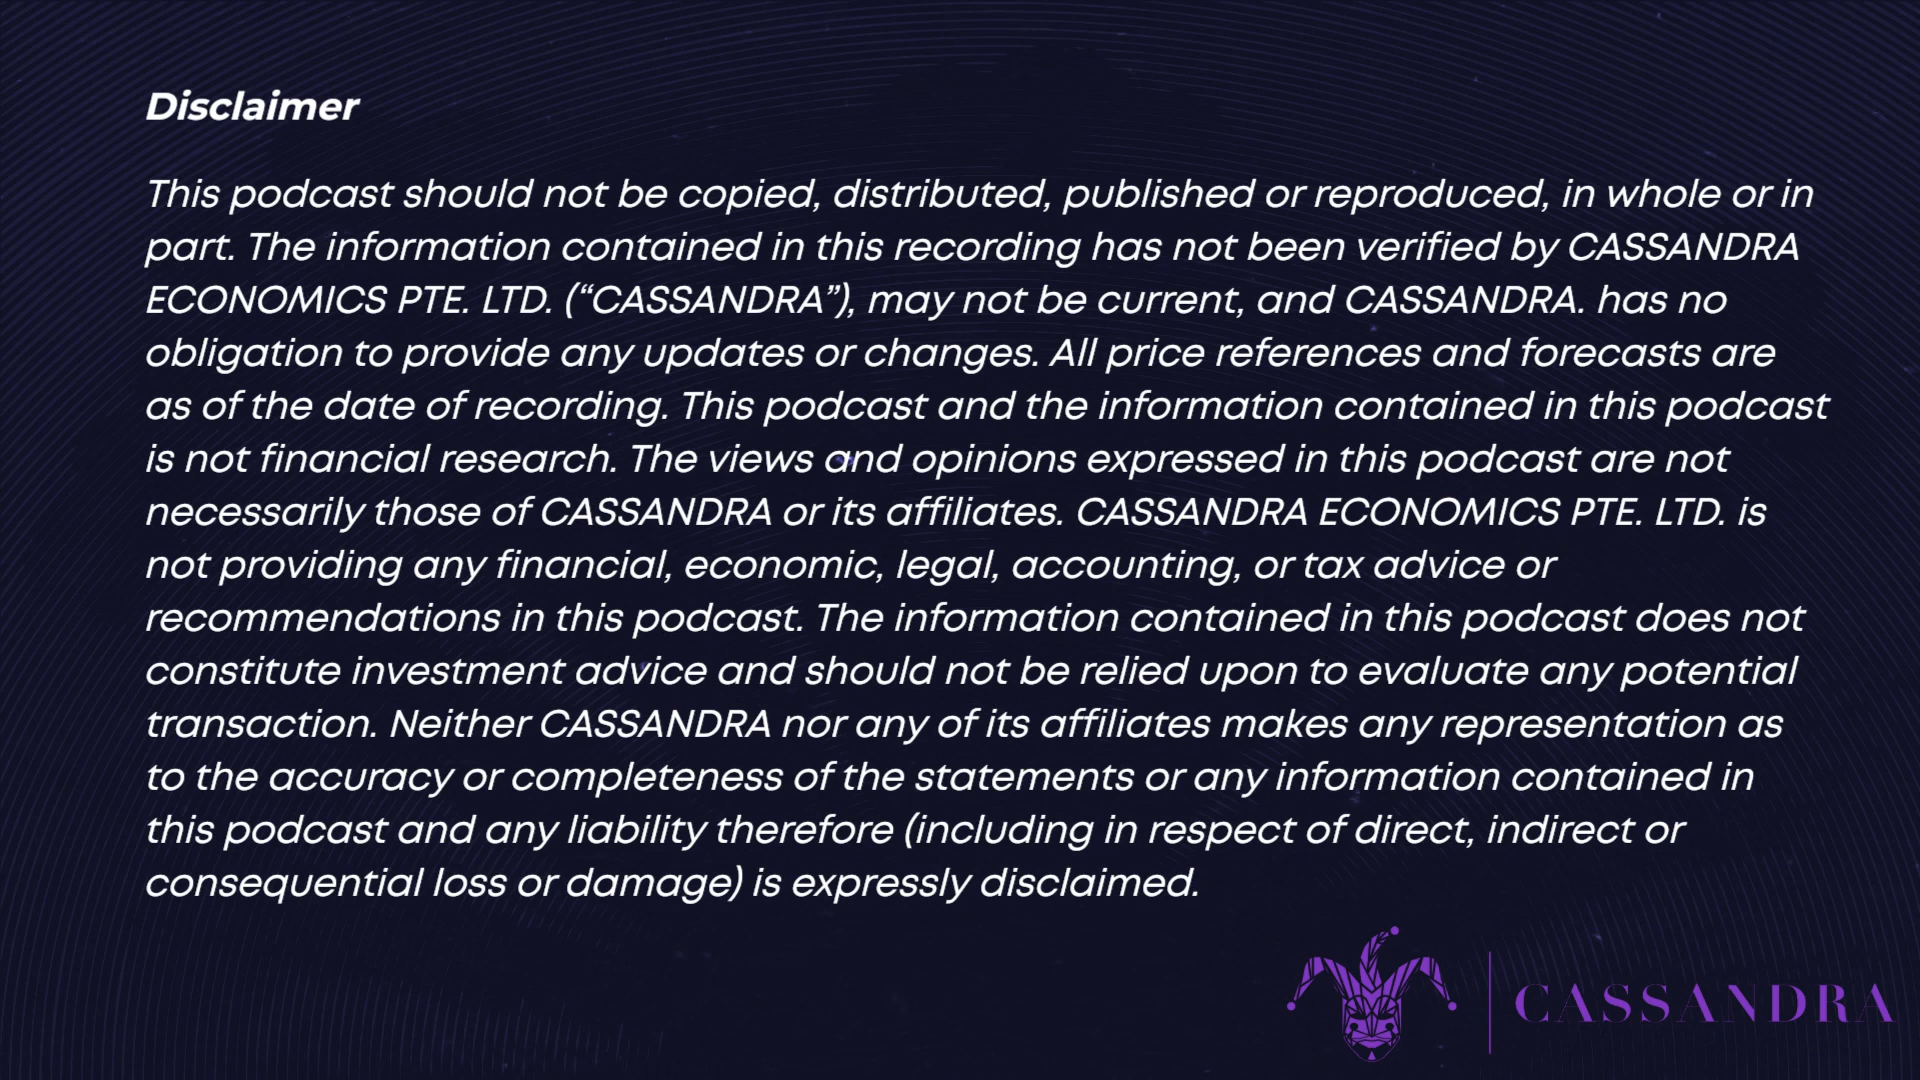 Disclaimer
This podcast should not be copied, distributed, published or reproduced, in whole or in
part. The information contained in this recording has not been verified by CASSANDRA
ECONOMICS PTE. LTD. (“CASSANDRA”), may not be current, and CASSANDRA. has no
obligation to provide any updates or changes. All price references and forecasts are
as of the date of recording. This podcast and the information contained in this podcast
is not financial research. The views and opinions expressed in this podcast are not
necessarily those of CASSANDRA or its affiliates. CASSANDRA ECONOMICS PTE. LTD. is
not providing any financial, economic, legal, accounting, or tax advice or
recommendations in this podcast. The information contained in this podcast does not
constitute investment advice and should not be relied upon to evaluate any potential
transaction. Neither CASSANDRA nor any of its affiliates makes any representation as
to the accuracy or completeness of the statements or any information contained in
this podcast and any liability therefore (including in respect of direct, indirect or
consequential loss or damage) is expressly disclaimed.
CASSANDRA